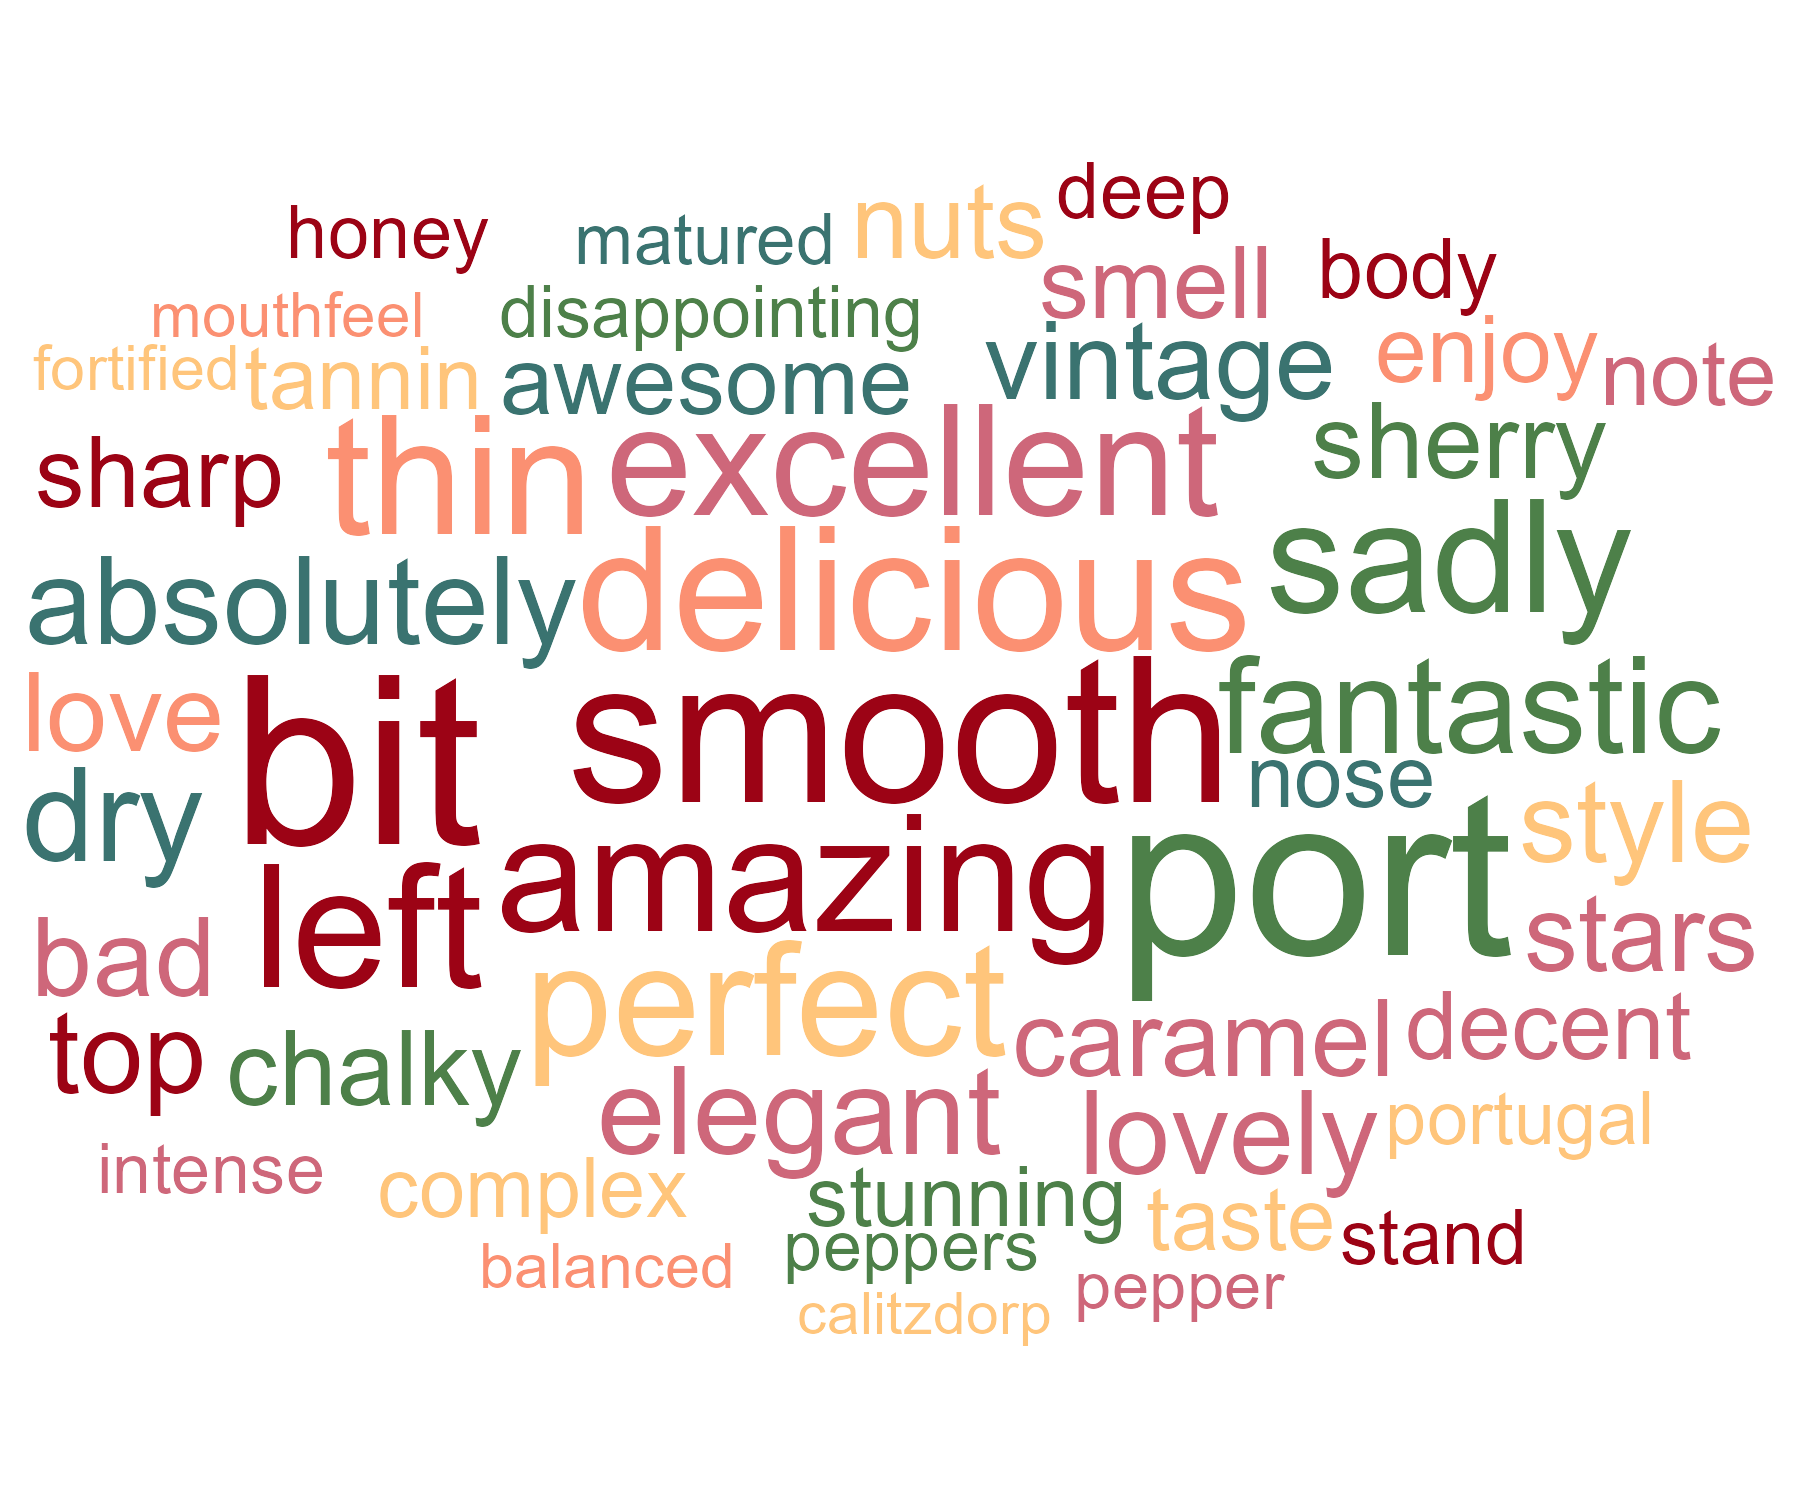 deep
honey
matured
nuts
smell
body
mouthfeel
disappointing
vintage
enjoy
fortified
tannin
awesome
note
sharp
thin
excellent
sherry
absolutely
delicious
sadly
love
bit
smooth
fantastic
dry
nose
style
left
amazing
port
bad
stars
top
chalky
perfect
caramel
decent
elegant
lovely
portugal
intense
complex
stunning
taste
stand
balanced
peppers
pepper
calitzdorp